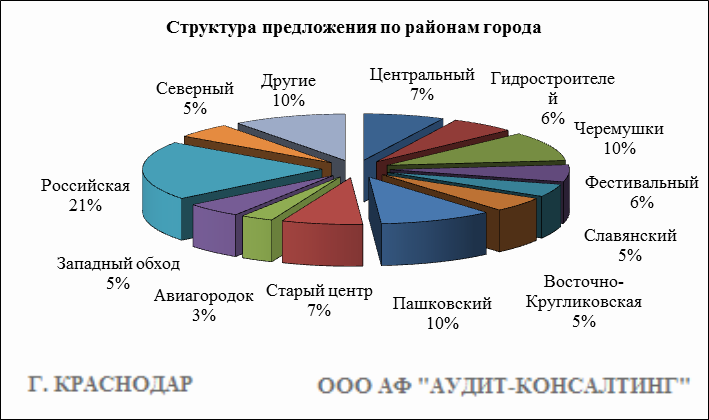 Структура предложения по районам города
Центральный
7%
Гидростроителе
й
6%
Черемушки
10%
Фестивальный
6%
Славянский
5%
Восточно-
Кругликовская
5%
Пашковский
10%
Старый центр
7%
Авиагородок
3%
Западный обход
5%
Российская
21%
Северный
5%
Другие
10%
Г. КРАСНОДАР
ООО АФ "АУДИТ-КОНСАЛТИНГ"